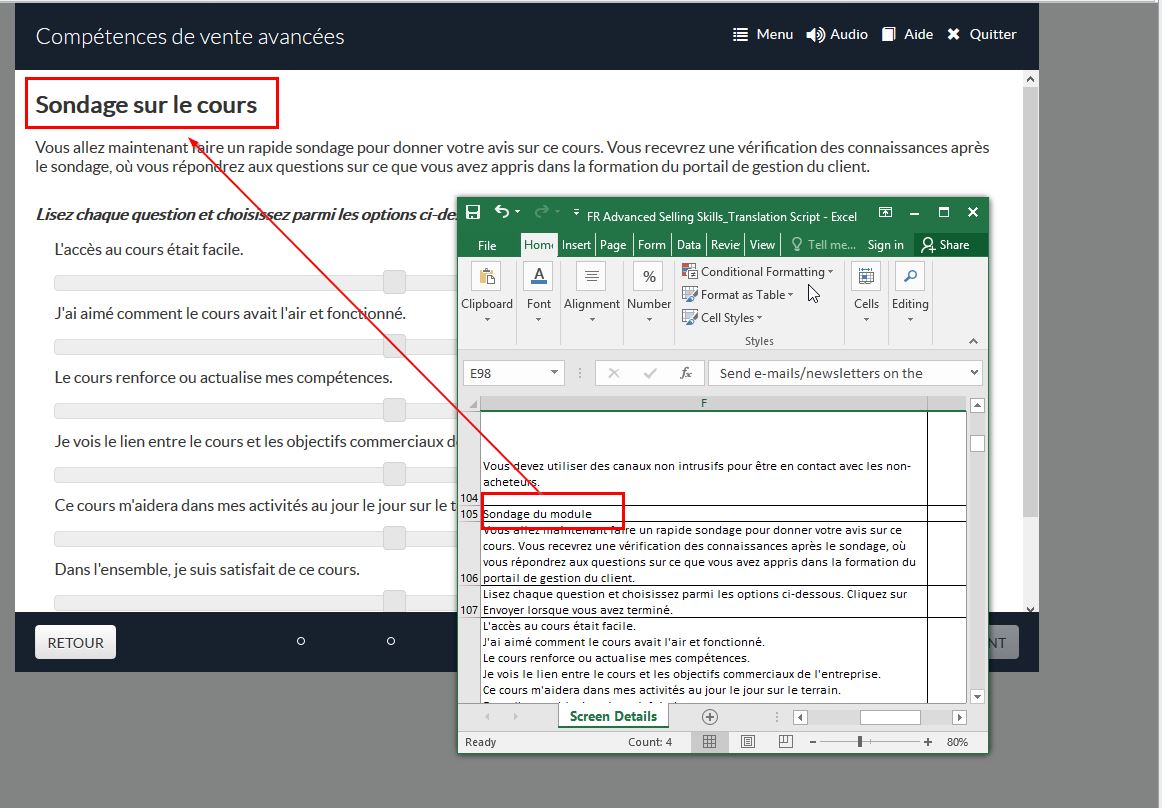 Compétences de vente avancées
Menu
Audio
Aide
Quitter
Sondage sur le cours
Vous allez maintenant faire un rapide sondage pour donner votre avis sur ce cours. Vous recevrez une vérification des connaissances après
le sondage, où vous répondrez aux questions sur ce que vous avez appris dans la formation du portail de gestion du client.
Lisez chaque question et choisissez parmi les options ci-des
L'accès au cours était facile.
J'ai aimé comment le cours avait l'air et fonctionné.
Le cours renforce ou actualise mes compétences.
Je vois le lien entre le cours et les objectifs commerciaux d
Ce cours m'aidera dans mes activités au jour le jour sur le t
Dans l'ensemble, je suis satisfait de ce cours.
RETOUR
NT
FR Advanced Selling Skills_Translation Script - Excel
File
Home
Insert
Page
Form
Data
Revie
View
Tell me...
Sign in
Share
Clipboard
Font
Alignment
%
Number
Conditional Formatting
Format as Table
Cell Styles
Styles
Cells
Editing
E98
fx
Send e-mails/newsletters on the
F
Vous devez utiliser des canaux non intrusifs pour être en contact avec les non-
acheteurs.
104
105 Sondage du module
Vous allez maintenant faire un rapide sondage pour donner votre avis sur ce
cours. Vous recevrez une vérification des connaissances après le sondage, où
vous répondrez aux questions sur ce que vous avez appris dans la formation du
106 portail de gestion du client.
Lisez chaque question et choisissez parmi les options ci-dessous. Cliquez sur
107 Envoyer lorsque vous avez terminé.
L'accès au cours était facile.
J'ai aimé comment le cours avait l'air et fonctionné.
Le cours renforce ou actualise mes compétences.
Je vois le lien entre le cours et les objectifs commerciaux de l'entreprise.
Ce cours m'aidera dans mes activités au jour le jour sur le terrain.
Screen Details
Ready
Count: 4
80%